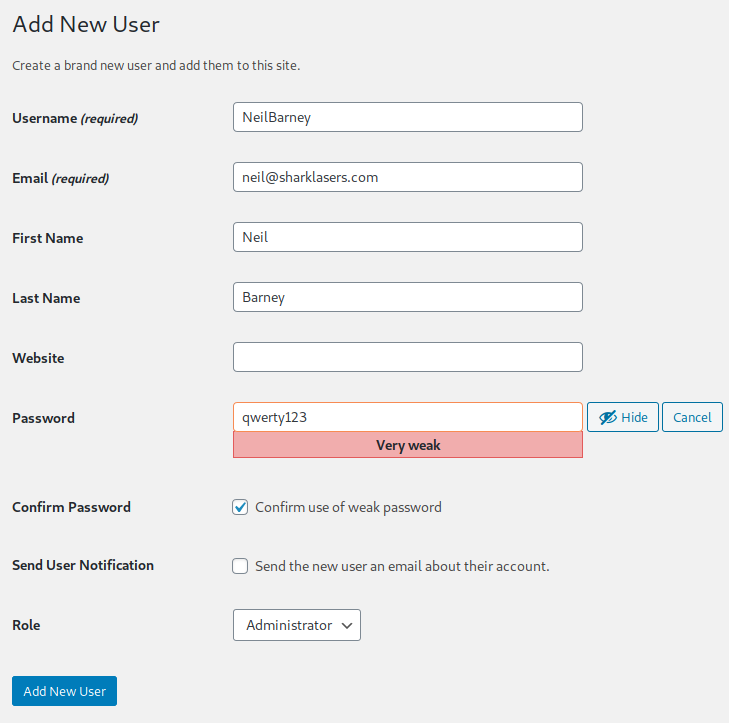 Add New User
Create a brand new user and add them to this site.
Username (required)
NeilBarney
Email (required)
neil@sharklasers.com
First Name
Neil
Last Name
Barney
Website
Password
qwerty123
Hide
Cancel
Very weak
Confirm Password
Confirm use of weak password
Send User Notification
Send the new user an email about their account.
Role
Administrator
Add New User